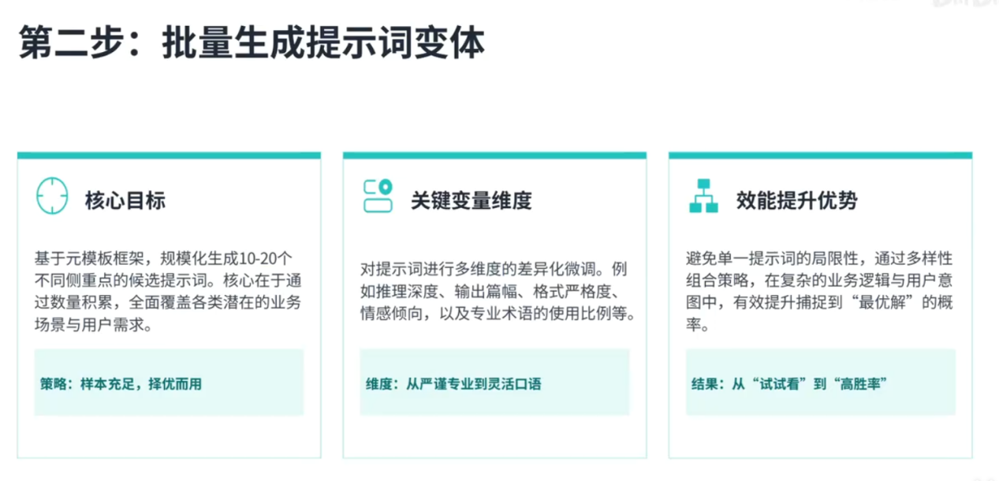 第二步：批量生成提示词变体
核心目标
基于元模板框架，规模化生成10-20个
不同侧重点的候选提示词。核心在于通
过数量积累，全面覆盖各类潜在的业务
场景与用户需求。
策略：样本充足，择优而用
关键变量维度
对提示词进行多维度的差异化微调。例
如推理深度、输出篇幅、格式严格度、
情感倾向，以及专业术语的使用比例等。
维度：从严谨专业到灵活口语
效能提升优势
避免单一提示词的局限性，通过多样性
组合策略，在复杂的业务逻辑与用户意
图中，有效提升捕捉到“最优解”的概
率。
结果：从“试试看”到“高胜率”